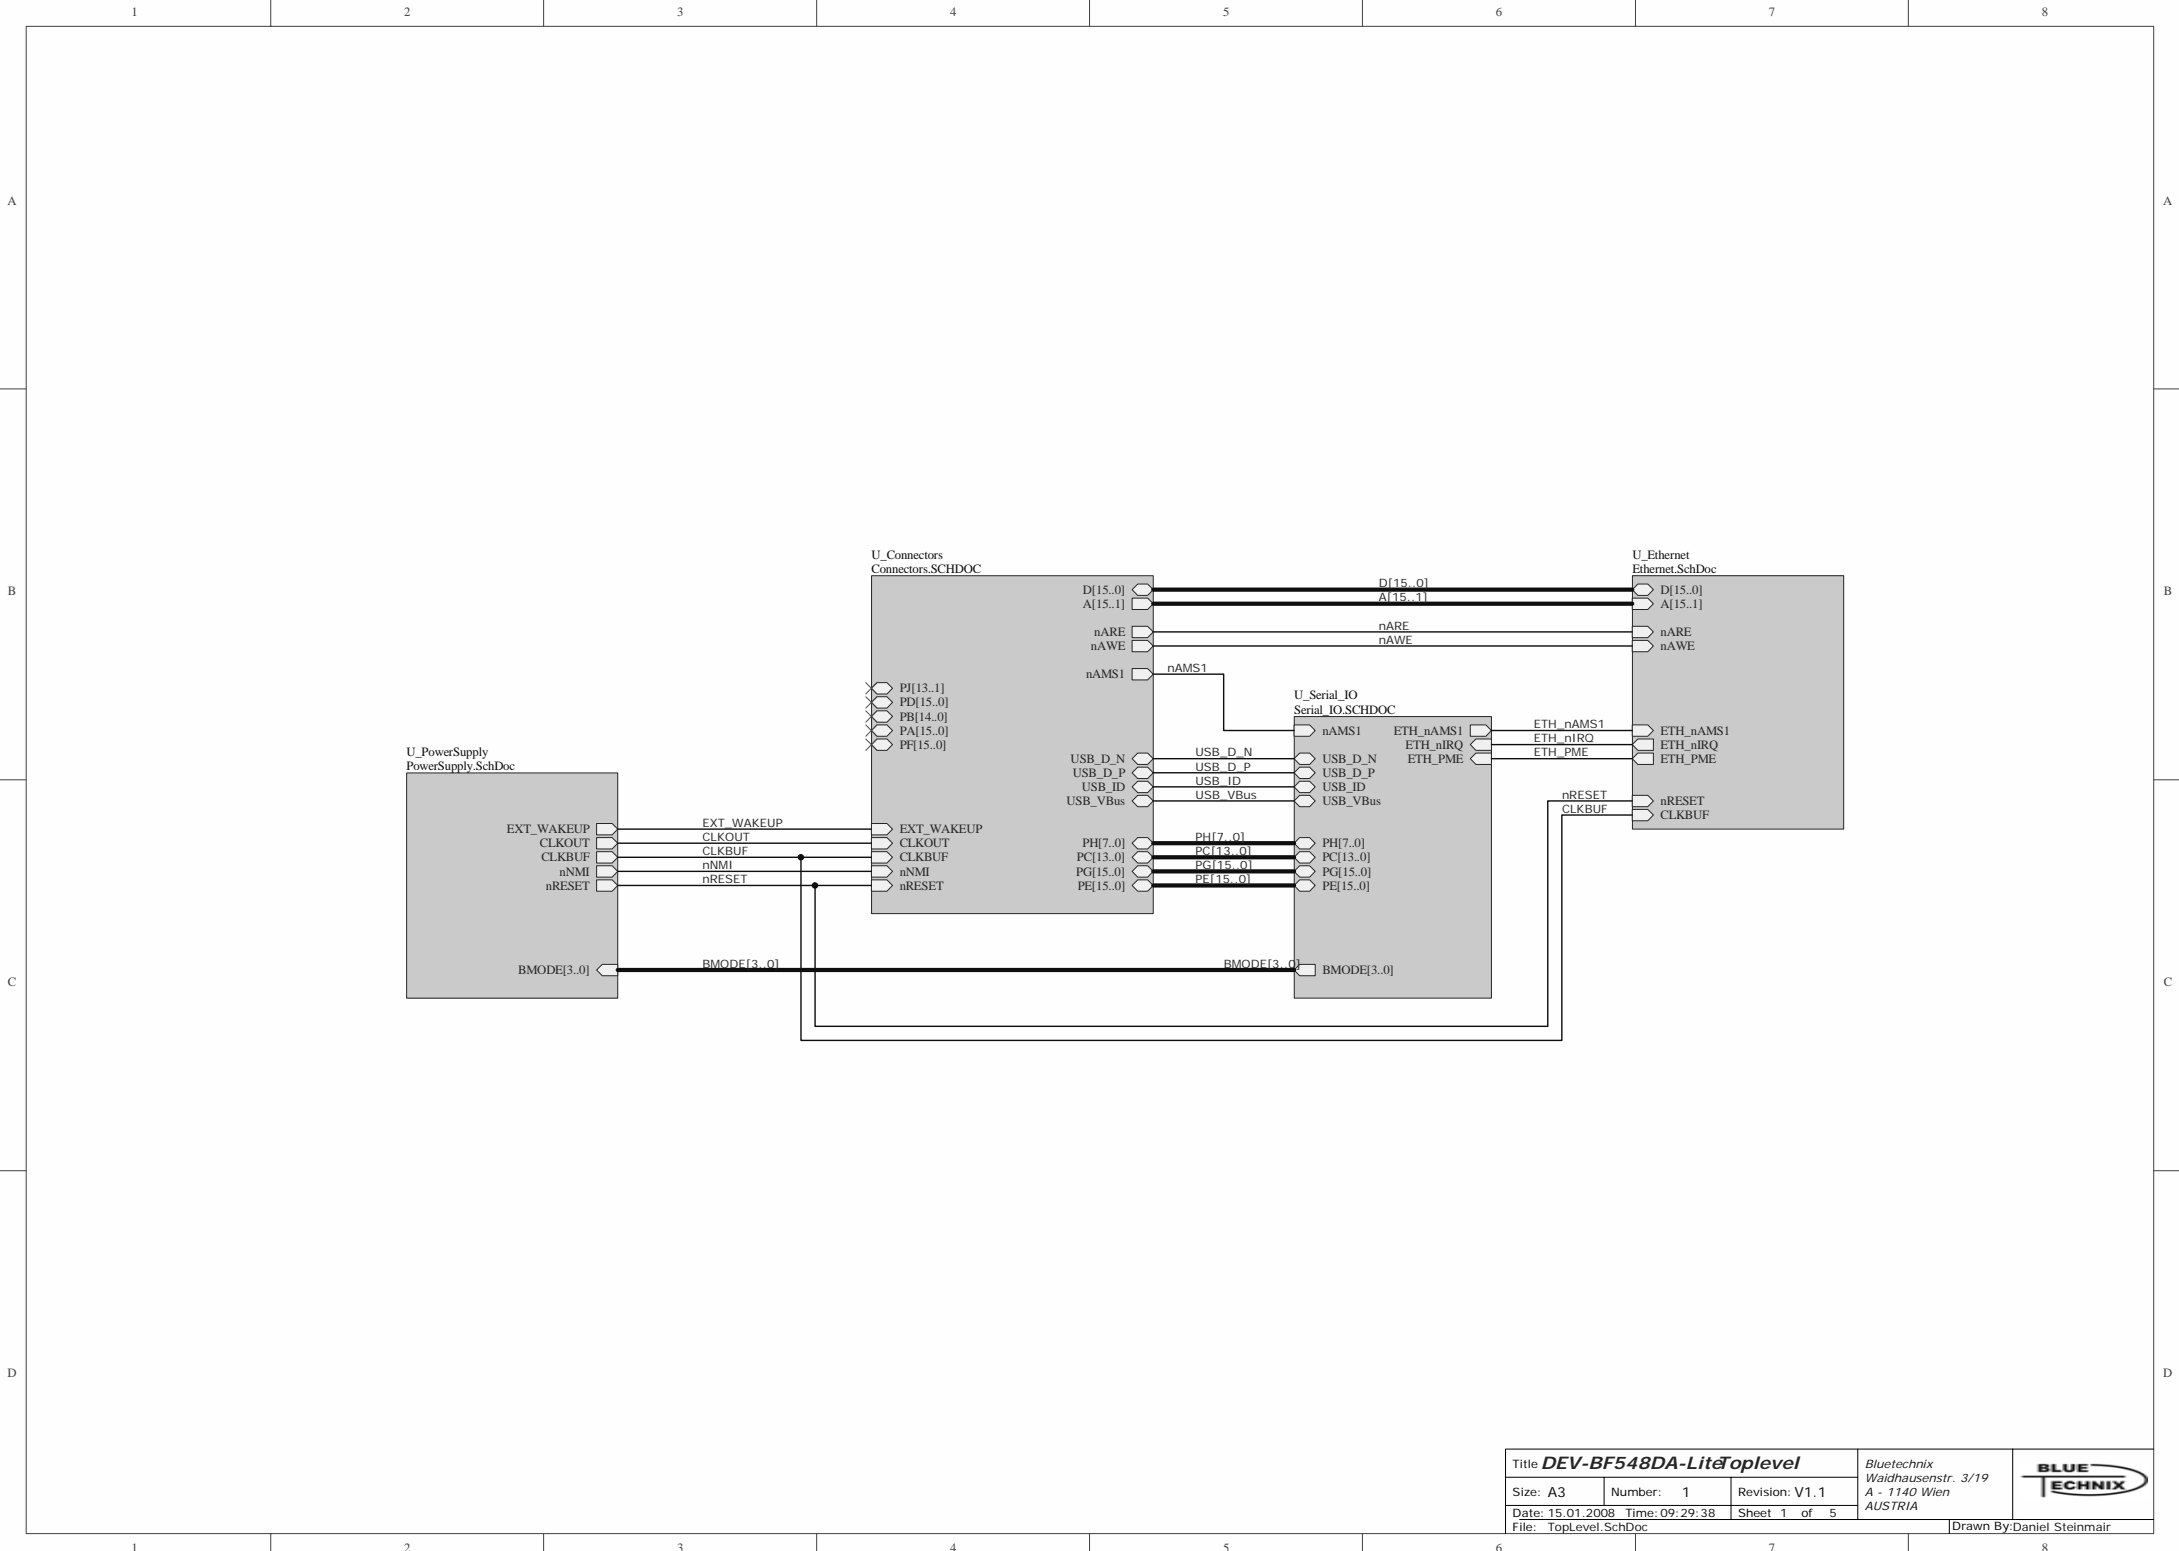 1 2 3 4 5 6 7 8
A A
B B
C C
D D
U_PowerSupply
PowerSupply.SchDoc
EXT_WAKEUP
CLKOUT
CLKBUF
nNMI
nRESET
BMODE[3..0]
EXT_WAKEUP
CLKOUT
CLKBUF
nNMI
nRESET
BMODE[3..0]
BMODE[3..0]
U_Connectors
Connectors.SCHDOC
D[15..0]
A[15..1]
nARE
nAWE
nAMS1
PJ[13..1]
PD[15..0]
PB[14..0]
PA[15..0]
PF[15..0]
USB_D_N
USB_D_P
USB_ID
USB_VBus
EXT_WAKEUP
CLKOUT
CLKBUF
nNMI
nRESET
PH[7..0]
PC[13..0]
PG[15..0]
PE[15..0]
D[15..0]
A[15..1]
nARE
nAWE
nAMS1
USB_D_N
USB_D_P
USB_ID
USB_VBus
PH[7..0]
PC[13..0]
PG[15..0]
PE[15..0]
U_Serial_IO
Serial_IO.SCHDOC
nAMS1
ETH_nAMS1
ETH_nIRQ
ETH_PME
USB_D_N
USB_D_P
USB_ID
USB_VBus
PH[7..0]
PC[13..0]
PG[15..0]
PE[15..0]
BMODE[3..0]
ETH_nAMS1
ETH_nIRQ
ETH_PME
nRESET
CLKBUF
U_Ethernet
Ethernet.SchDoc
D[15..0]
A[15..1]
nARE
nAWE
ETH_nAMS1
ETH_nIRQ
ETH_PME
nRESET
CLKBUF
Title DEV-BF548DA-Lite Toplevel
Size: A3 Number: 1 Revision: V1.1
Date: 15.01.2008 Time: 09:29:38 Sheet 1 of 5
File: TopLevel.SchDoc
Bluetechnix
Waidhausenstr. 3/19
A - 1140 Wien
AUSTRIA
BLUE
TECHNIX
Drawn By: Daniel Steinmair
1 2 3 4 5 6 7 8